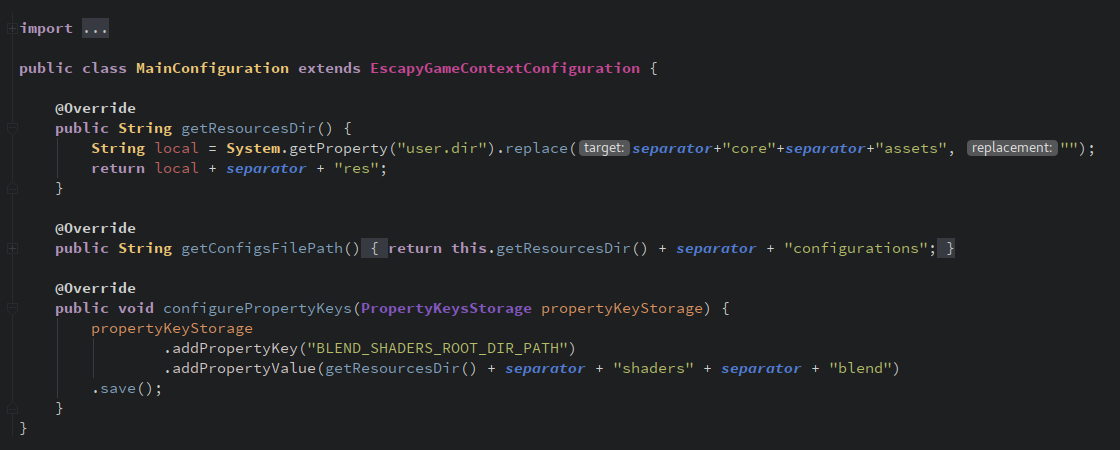 import ...
public class MainConfiguration extends EscapyGameContextConfiguration {
@Override
public String getResourcesDir() {
String local = System.getProperty("user.dir").replace( target: separator+"core"+separator+"assets", replacement: "");
return local + separator + "res";
}
@Override
public String getConfigsFilePath() { return this.getResourcesDir() + separator + "configurations"; }
@Override
public void configurePropertyKeys(PropertyKeysStorage propertyKeyStorage) {
propertyKeyStorage
.addPropertyKey("BLEND_SHADERS_ROOT_DIR_PATH")
.addPropertyValue(getResourcesDir() + separator + "shaders" + separator + "blend")
.save();
}
}